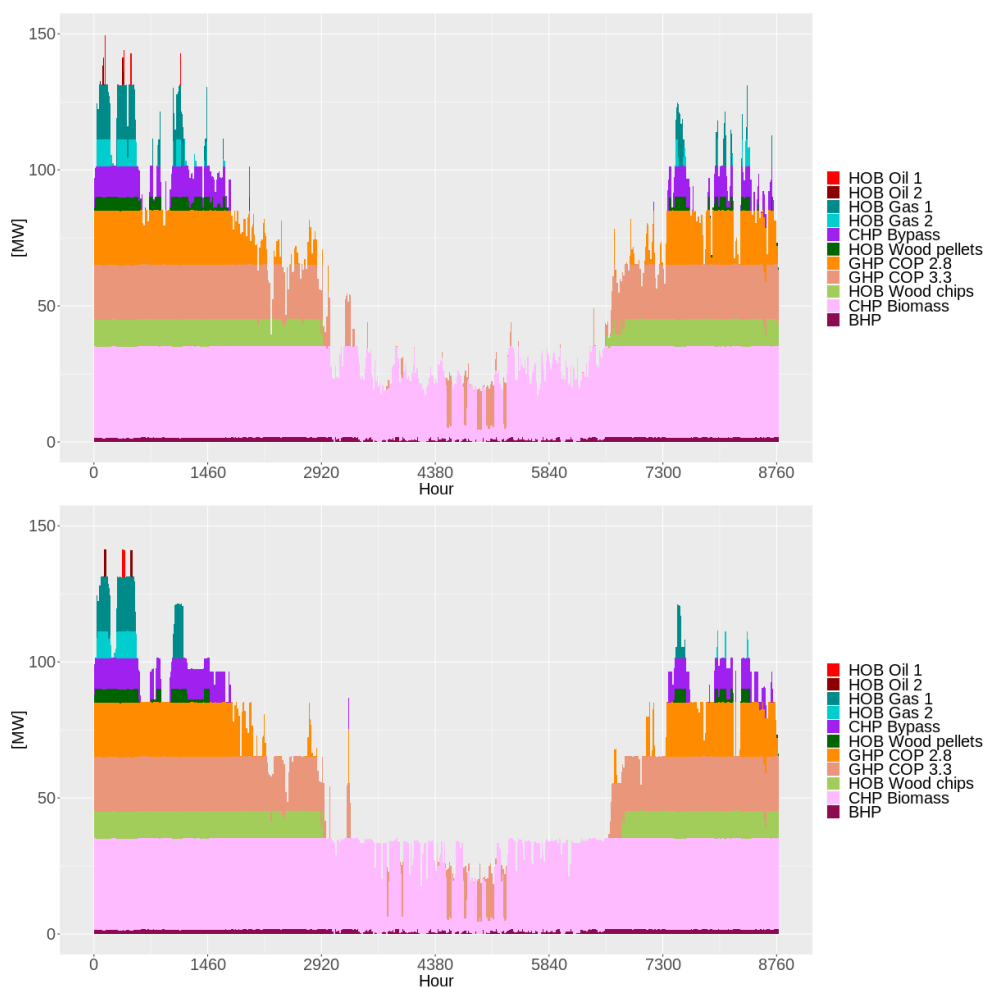 150
100
50
0
[MW]
0 1460 2920 4380 5840 7300 8760
Hour
HOB Oil 1
HOB Oil 2
HOB Gas 1
HOB Gas 2
CHP Bypass
HOB Wood pellets
GHP COP 2.8
GHP COP 3.3
HOB Wood chips
CHP Biomass
BHP
150
100
50
0
[MW]
0 1460 2920 4380 5840 7300 8760
Hour
HOB Oil 1
HOB Oil 2
HOB Gas 1
HOB Gas 2
CHP Bypass
HOB Wood pellets
GHP COP 2.8
GHP COP 3.3
HOB Wood chips
CHP Biomass
BHP